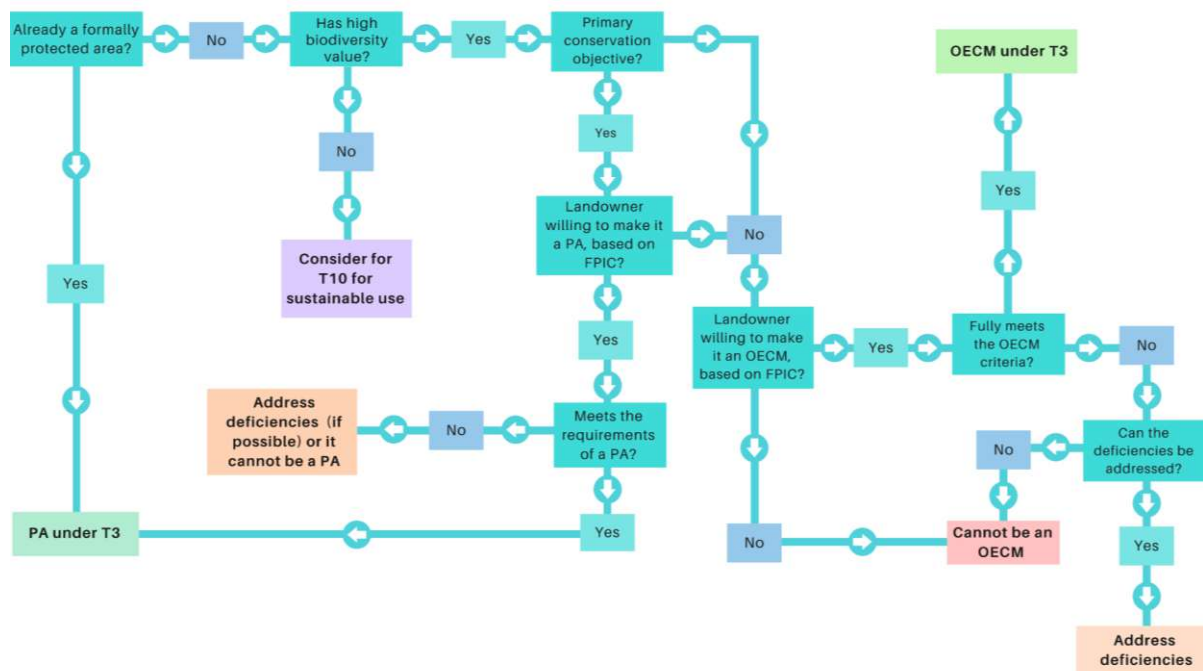 Already a formally
protected area?
No
Has high
biodiversity
value?
Yes
Primary
conservation
objective?
OECM under T3
Yes
No
Yes
Landowner
willing to make it
a PA, based on
FPIC?
No
Consider for
T10 for
sustainable use
Yes
Yes
Landowner
willing to make
it an OECM,
based on FPIC?
Yes
Fully meets
the OECM
criteria?
No
Address
deficiencies (if
possible) or it
cannot be a PA
No
Meets the
requirements
of a PA?
No
Can the
deficiencies be
addressed?
PA under T3
Yes
No
Cannot be an
OECM
Yes
Address
deficiencies